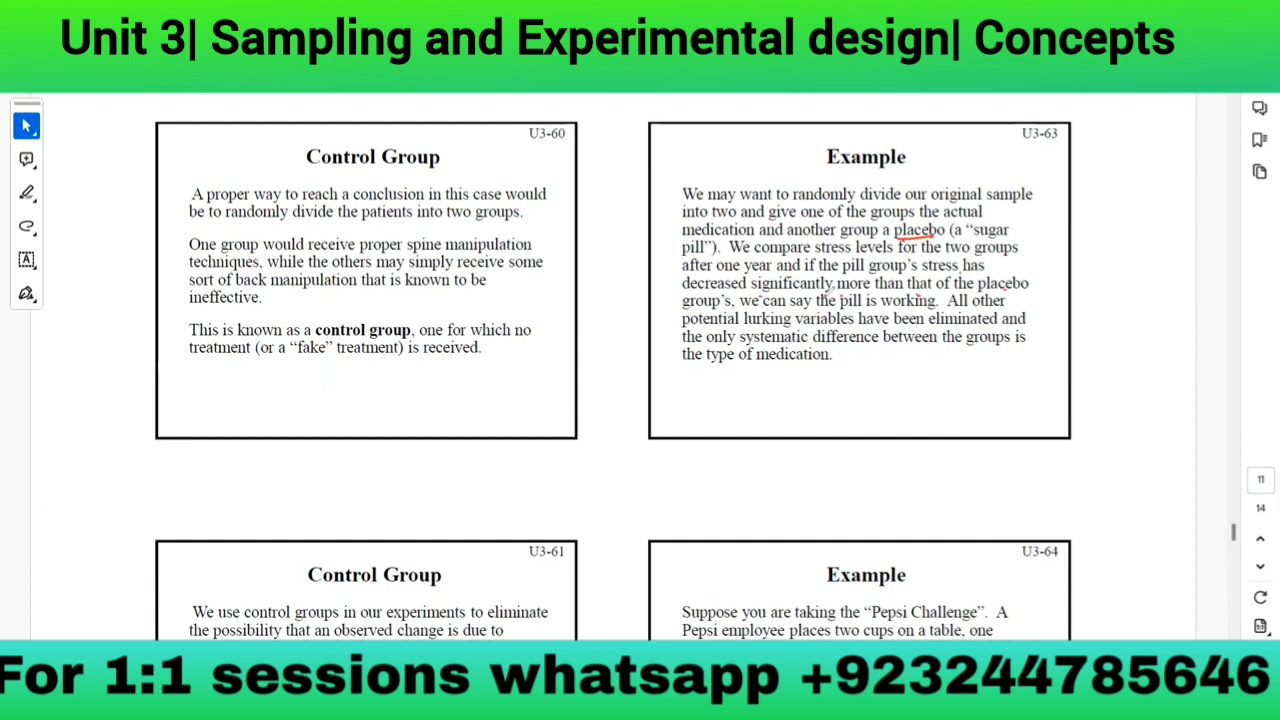 Unit 3| Sampling and Experimental design| Concepts
U3-60
Control Group
A proper way to reach a conclusion in this case would
be to randomly divide the patients into two groups.
One group would receive proper spine manipulation
techniques, while the others may simply receive some
sort of back manipulation that is known to be
ineffective.
This is known as a control group, one for which no
treatment (or a “fake” treatment) is received.
U3-63
Example
We may want to randomly divide our original sample
into two and give one of the groups the actual
medication and another group a placebo (a “sugar
pill”). We compare stress levels for the two groups
after one year and if the pill group’s stress has
decreased significantly more than that of the placebo
group’s, we can say the pill is working. All other
potential lurking variables have been eliminated and
the only systematic difference between the groups is
the type of medication.
U3-61
Control Group
We use control groups in our experiments to eliminate
the possibility that an observed change is due to
U3-64
Example
Suppose you are taking the “Pepsi Challenge”. A
Pepsi employee places two cups on a table, one
11
14
For 1:1 sessions whatsapp +923244785646